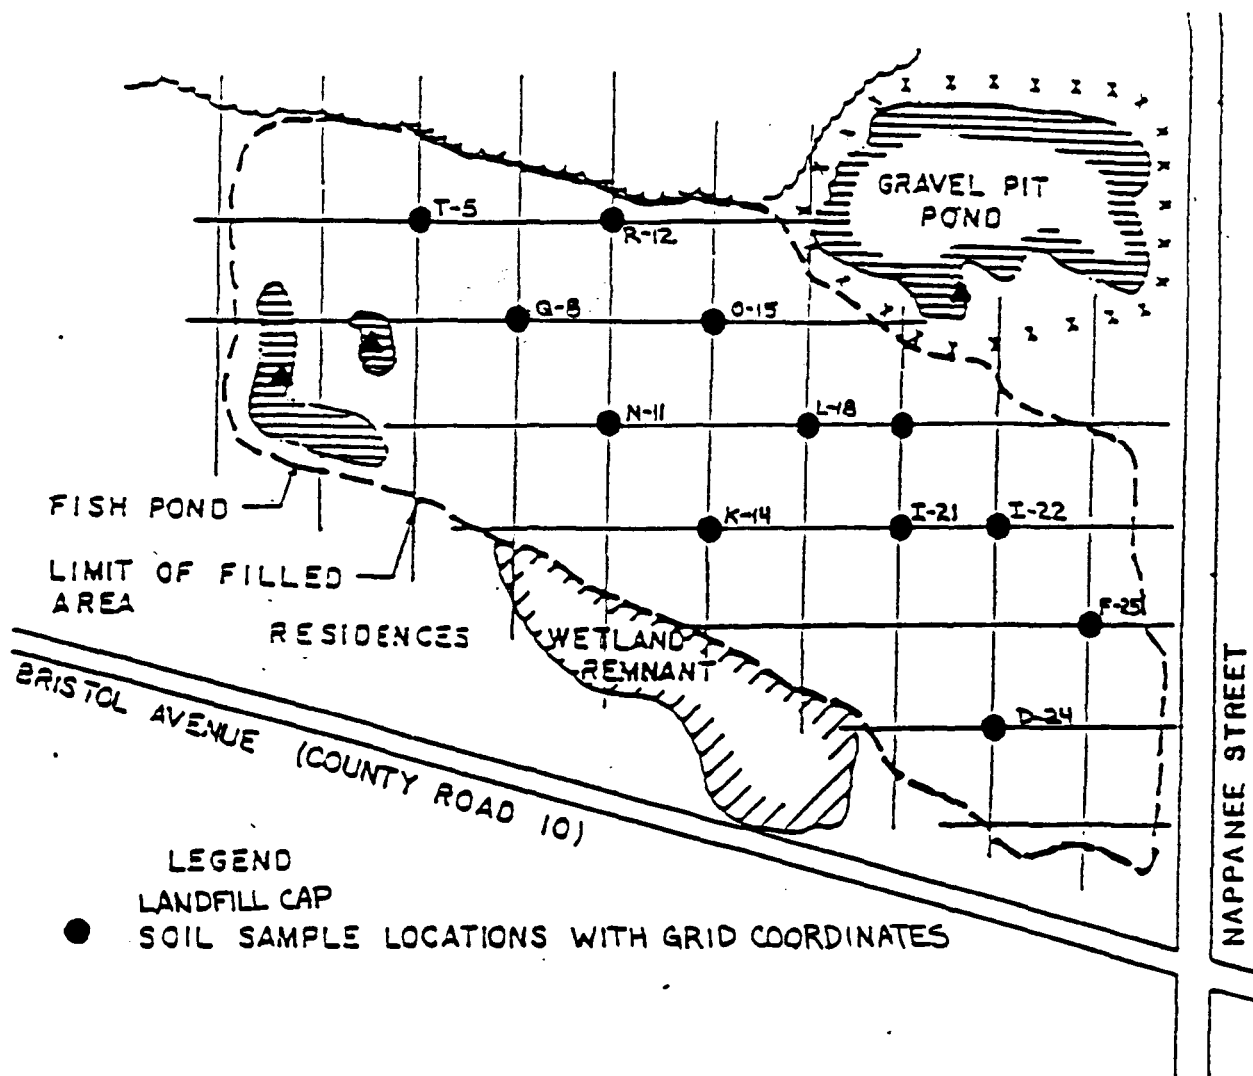 GRAVEL PIT
POND
T-5
R-12
Q-8
O-15
N-11
L-18
FISH POND
K-14
I-21
I-22
LIMIT OF FILLED
AREA
F-25
RESIDENCES
WETLAND
REMNANT
D-24
BRISTOL AVENUE (COUNTY ROAD 10)
NAPPANEE STREET
LEGEND
LANDFILL CAP
SOIL SAMPLE LOCATIONS WITH GRID COORDINATES